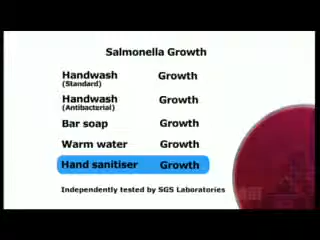 Salmonella Growth
Handwash Growth
(Standard)
Handwash Growth
(Antibacterial)
Bar soap Growth
Warm water Growth
Hand sanitiser Growth
Independently tested by SGS Laboratories